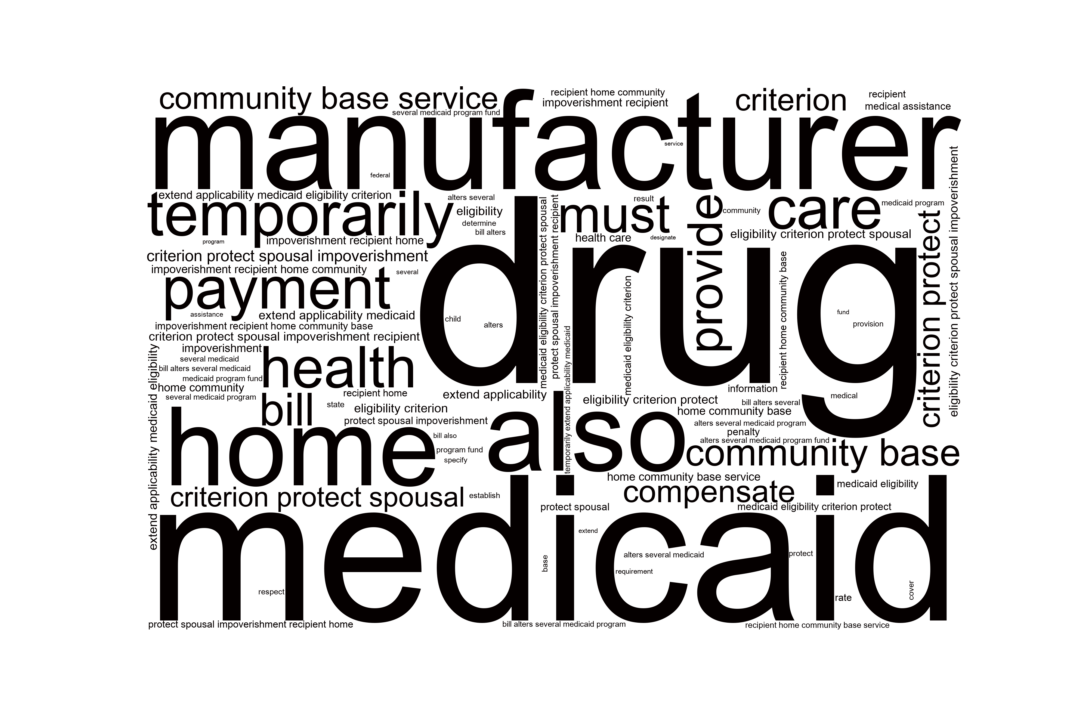 community base service
several medicaid program fund
recipient home community
impoverishment recipient
criterion
recipient
medical assistance
manufacturer
service
federal
extend applicability medicaid eligibility criterion
alters several
temporarily
eligibility
determine
bill alters
program
impoverishment recipient home
result
must
health care
designate
provide
community
care
medicaid program
eligibility criterion protect spousal
criterion protect spousal impoverishment
impoverishment recipient home community
several
payment
assistance
extend applicability medicaid
impoverishment recipient home community base
criterion protect spousal impoverishment recipient
drug
child
alters
medicaid eligibility criterion protect spousal
protect spousal impoverishment recipient
temporarily extend applicability medicaid
medicaid eligibility criterion
recipient home community base
fund
provision
criterion protect
eligibility criterion protect spousal impoverishment
impoverishment
several medicaid
bill alters several medicaid
medicaid program fund
home community
several medicaid program
extend applicability medicaid eligibility
health
recipient home
bill
state
eligibility criterion
protect spousal impoverishment
extend applicability
information
medical
eligibility criterion protect
bill alters several
home community base
alters several medicaid program
penalty
alters several medicaid program fund
home
bill also
program fund
specify
also
community base
criterion protect spousal
establish
home community base service
compensate
medicaid eligibility
protect spousal
medicaid eligibility criterion protect
medicaid
extend
base
alters several medicaid
requirement
protect
respect
rate
cover
protect spousal impoverishment recipient home
bill alters several medicaid program
recipient home community base service